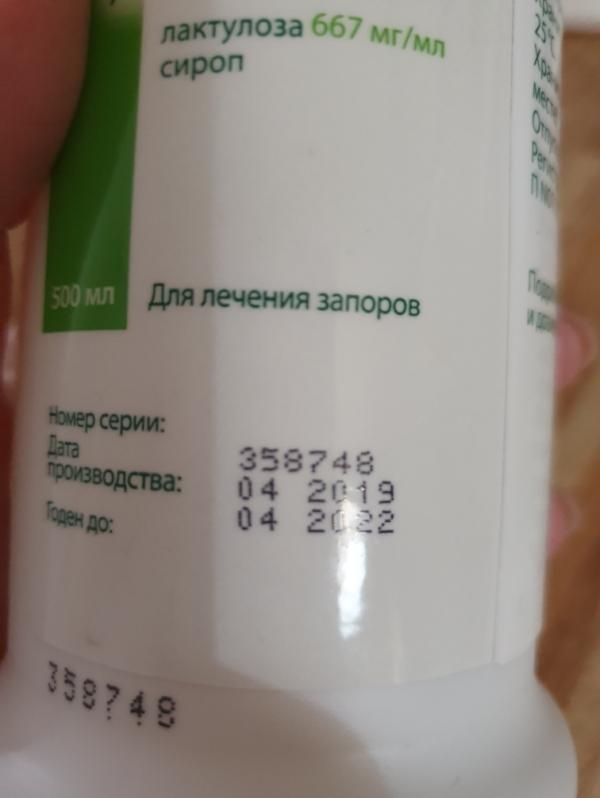 лактулоза 667 мг/мл
сироп
500 мл
Для лечения запоров
Номер серии:
358748
Дата
производства:
04 2019
Годен до:
04 2022
358748
25°C.